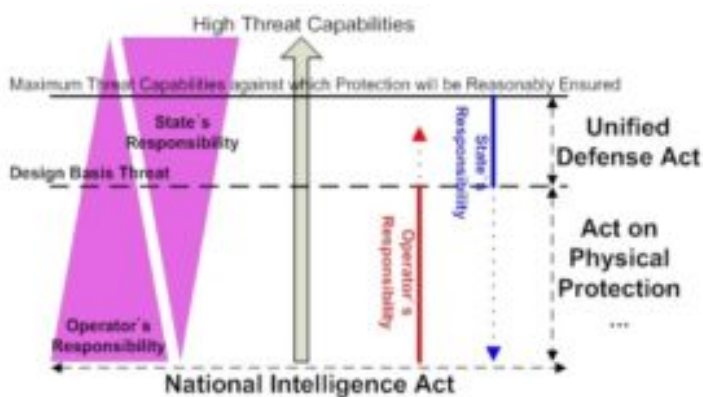 High Threat Capabilities
Maximum Threat Capabilities against which Protection will be Reasonably Ensured
State's
Responsibility
Design Basis Threat
Operator's
Responsibility
Operator's
Responsibility
State's
Responsibility
Unified
Defense Act
Act on
Physical
Protection
...
National Intelligence Act